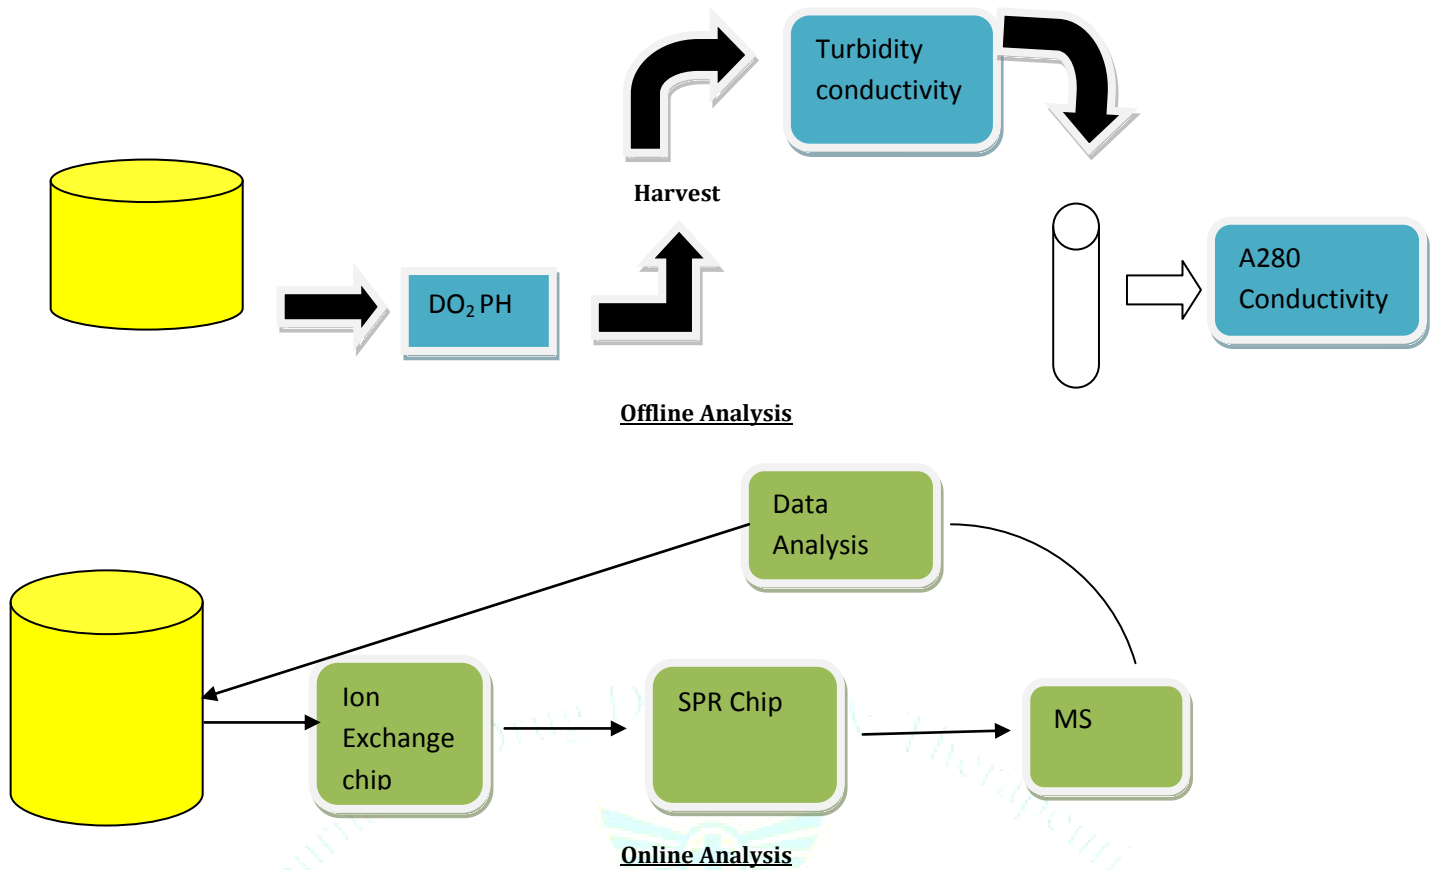 Turbidity
conductivity
Harvest
DO₂ PH
A280
Conductivity
Offline Analysis
Data
Analysis
Ion
Exchange
chip
SPR Chip
MS
Online Analysis